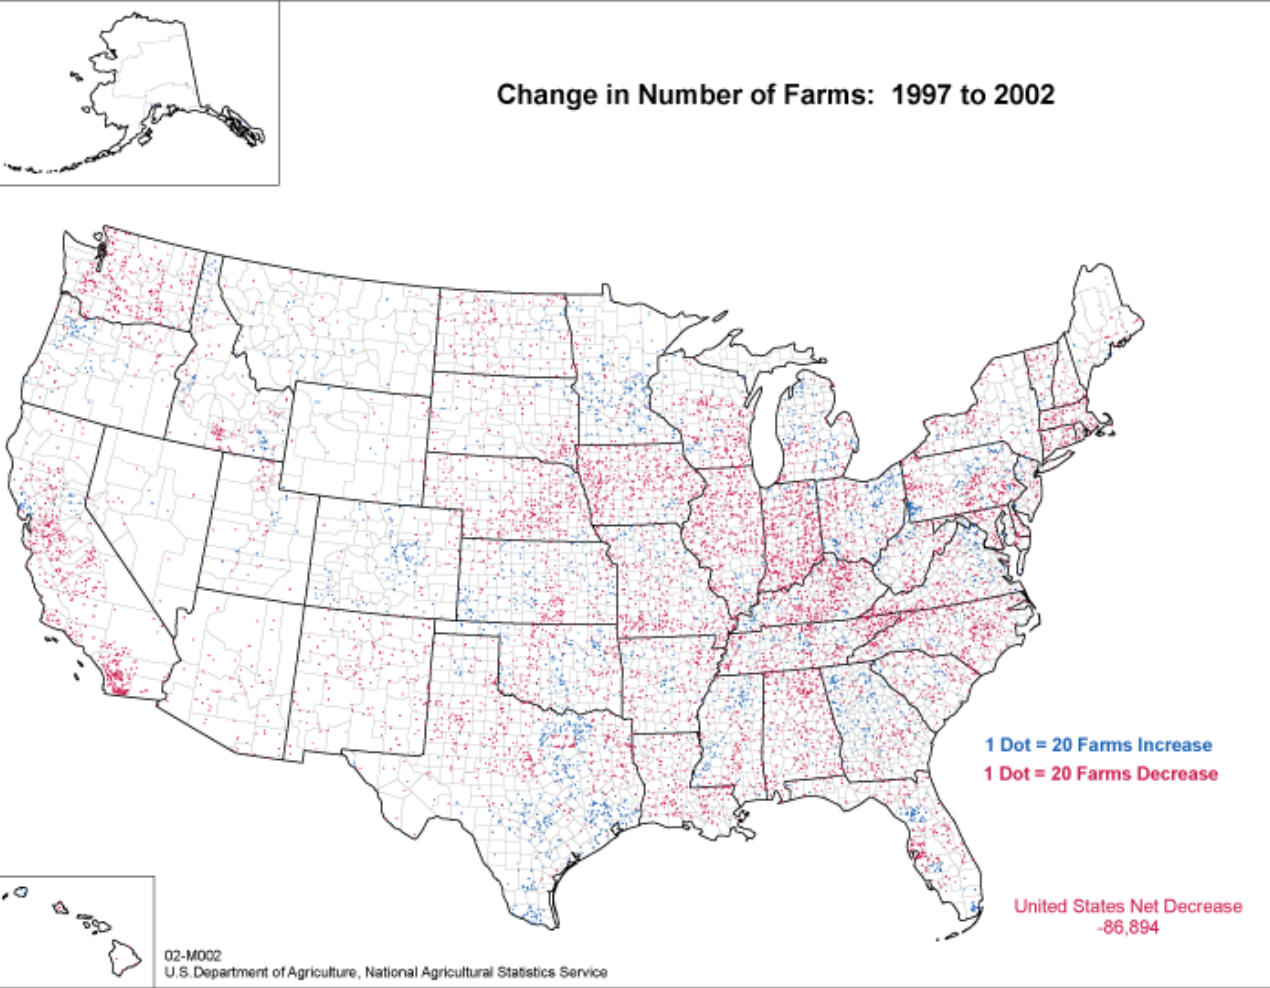 Change in Number of Farms: 1997 to 2002
1 Dot = 20 Farms Increase
1 Dot = 20 Farms Decrease
United States Net Decrease
-86,894
02-M002
U.S.Department of Agriculture, National Agricultural Statistics Service